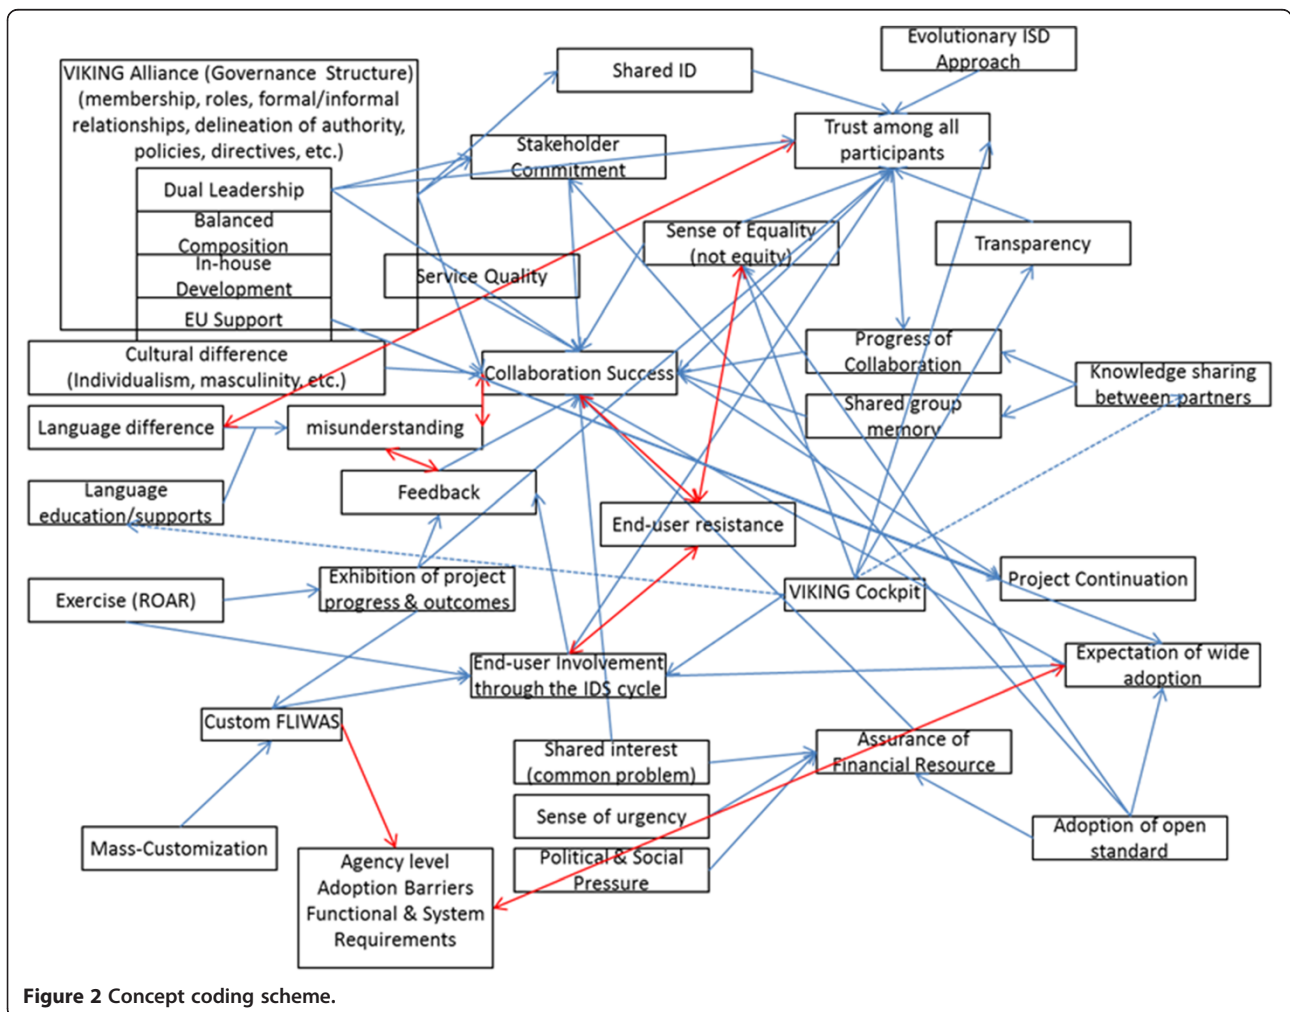 Evolutionary ISD
Approach
Shared ID
VIKING Alliance (Governance Structure)
(membership, roles, formal/informal
relationships, delineation of authority,
policies, directives, etc.)
Trust among all
participants
Stakeholder
Commitment
Dual Leadership
Balanced
Composition
In-house
Development
EU Support
Sense of Equality
(not equity)
Transparency
Service Quality
Cultural difference
(Individualism, masculinity, etc.)
Collaboration Success
Progress of
Collaboration
Knowledge sharing
between partners
Shared group
memory
Language difference
misunderstanding
Feedback
Language
education/supports
End-user resistance
Exercise (ROAR)
Exhibition of project
progress & outcomes
VIKING Cockpit
Project Continuation
End-user Involvement
through the IDS cycle
Expectation of wide
adoption
Custom FLIWAS
Shared interest
(common problem)
Assurance of
Financial Resource
Sense of urgency
Adoption of open
standard
Mass-Customization
Political & Social
Pressure
Agency level
Adoption Barriers
Functional & System
Requirements
Figure 2 Concept coding scheme.